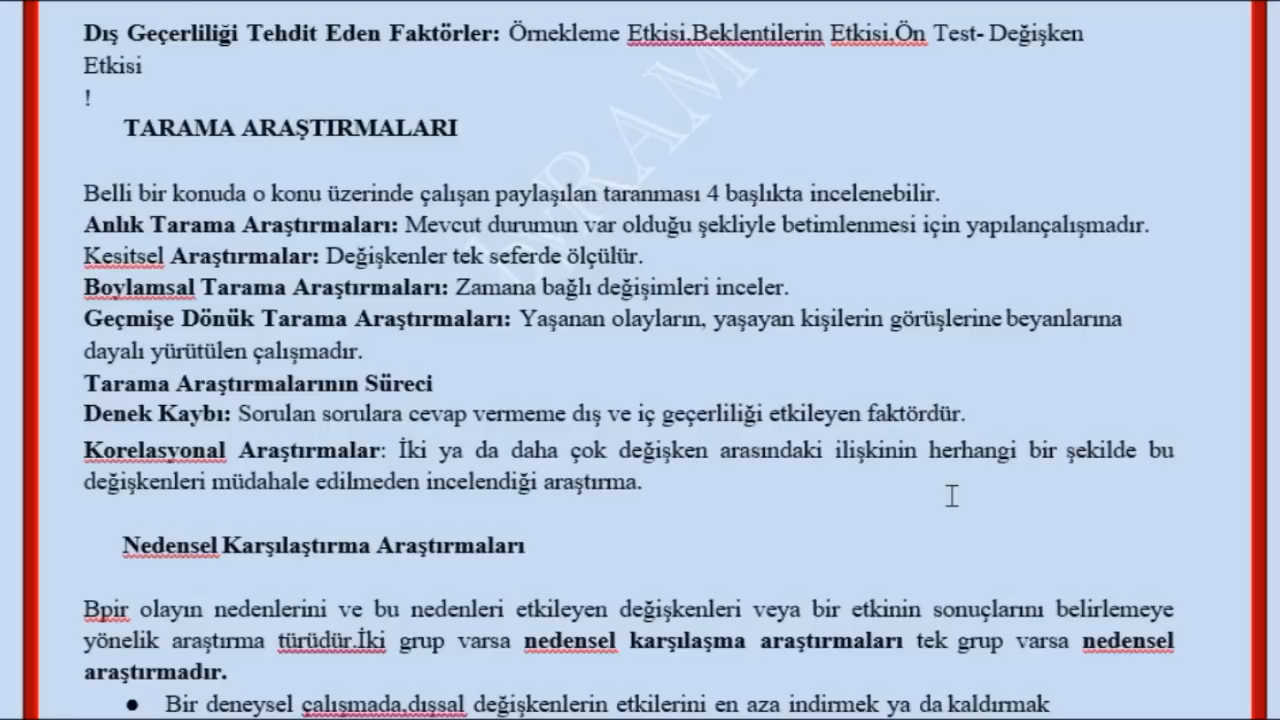 Dış Geçerliliği Tehdit Eden Faktörler: Örnekleme Etkisi,Beklentilerin Etkisi,Ön Test- Değişken
Etkisi
!
TARAMA ARAŞTIRMALARI
Belli bir konuda o konu üzerinde çalışan paylaşılan taranması 4 başlıkta incelenebilir.
Anlık Tarama Araştırmaları: Mevcut durumun var olduğu şekliyle betimlenmesi için yapılançalışmadır.
Kesitsel Araştırmalar: Değişkenler tek seferde ölçülür.
Boylamsal Tarama Araştırmaları: Zamana bağlı değişimleri inceler.
Geçmişe Dönük Tarama Araştırmaları: Yaşanan olayların, yaşayan kişilerin görüşlerine beyanlarına
dayalı yürütülen çalışmadır.
Tarama Araştırmalarının Süreci
Denek Kaybı: Sorulan sorulara cevap vermeme dış ve iç geçerliliği etkileyen faktördür.
Korelasyonal Araştırmalar: İki ya da daha çok değişken arasındaki ilişkinin herhangi bir şekilde bu
değişkenleri müdahale edilmeden incelendiği araştırma.
Nedensel Karşılaştırma Araştırmaları
Bpir olayın nedenlerini ve bu nedenleri etkileyen değişkenleri veya bir etkinin sonuçlarını belirlemeye
yönelik araştırma türüdür.İki grup varsa nedensel karşılaşma araştırmaları tek grup varsa nedensel
araştırmadır.
● Bir deneysel çalışmada,dışsal değişkenlerin etkilerini en aza indirmek ya da kaldırmak